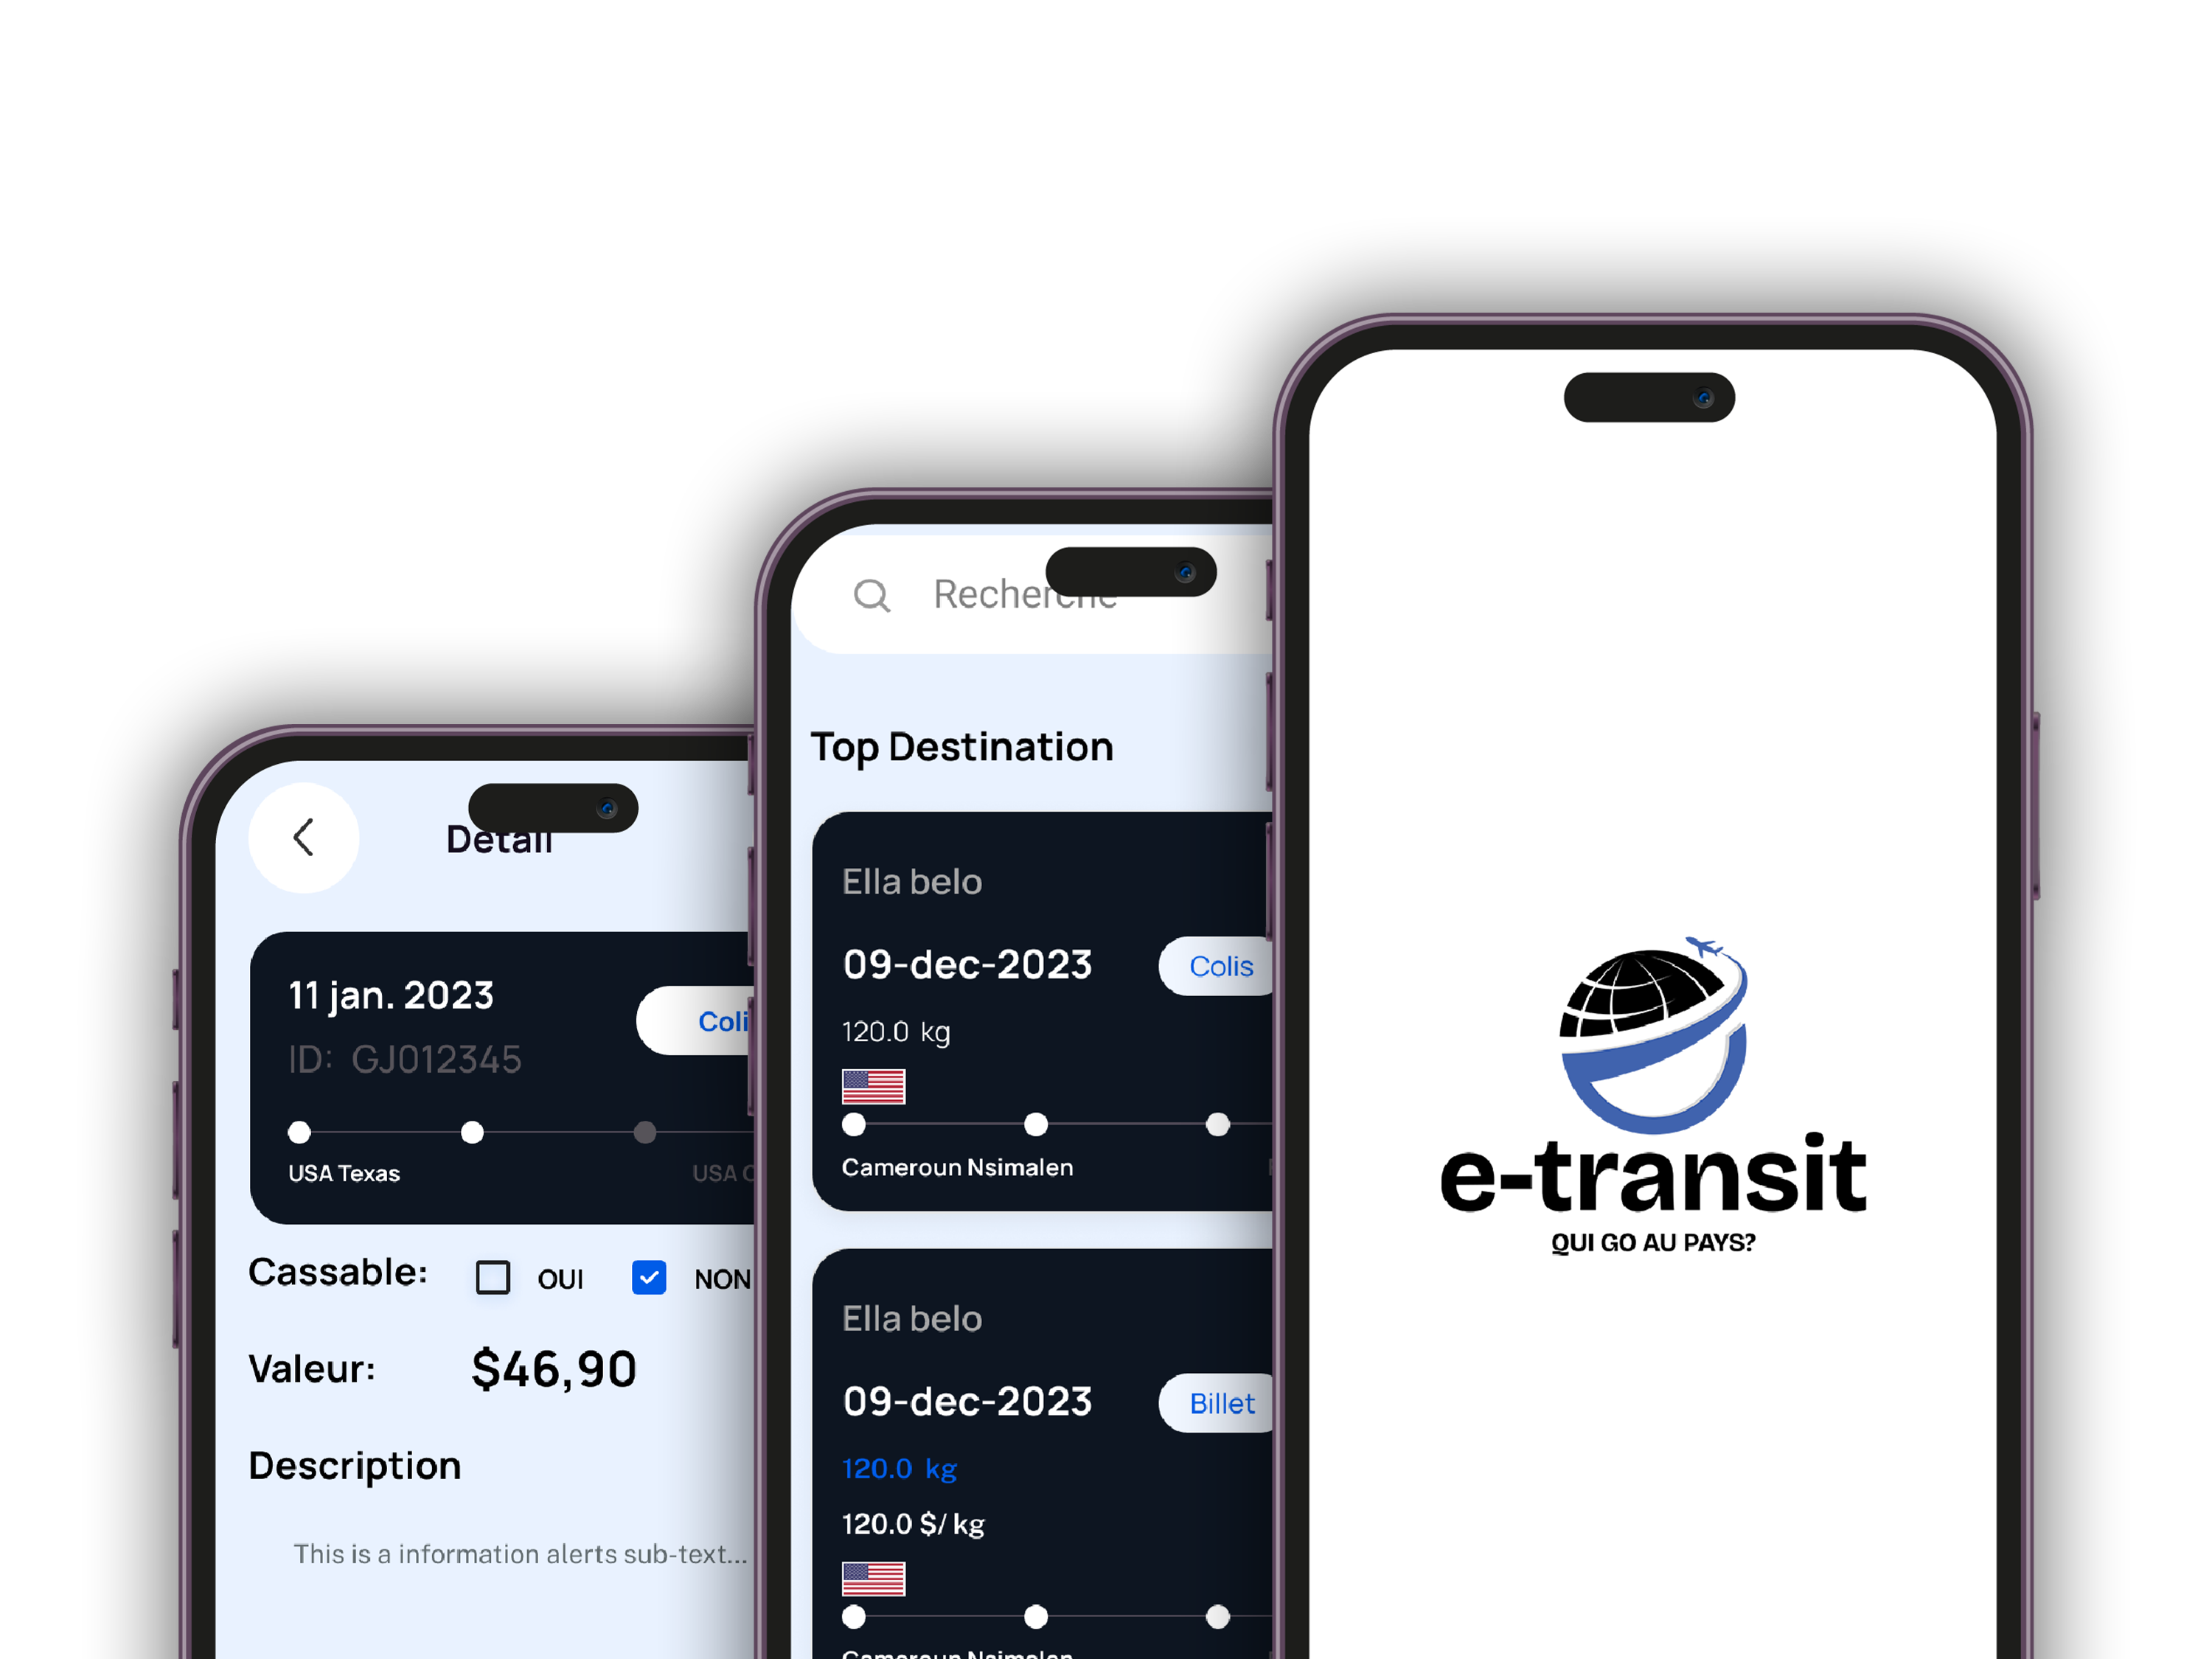 Detail
11 jan. 2023
Coli
ID: GJ012345
USA Texas
USA
Cassable: OUI NON
Valeur: $46,90
Description
This is a information alerts sub-text...
Recherche
Top Destination
Ella belo
09-dec-2023 Colis
120.0 kg
Cameroun Nsimalen
Ella belo
09-dec-2023 Billet
120.0 kg
120.0 $/ kg
Cameroun Nsimalen
e-transit
QUI GO AU PAYS?